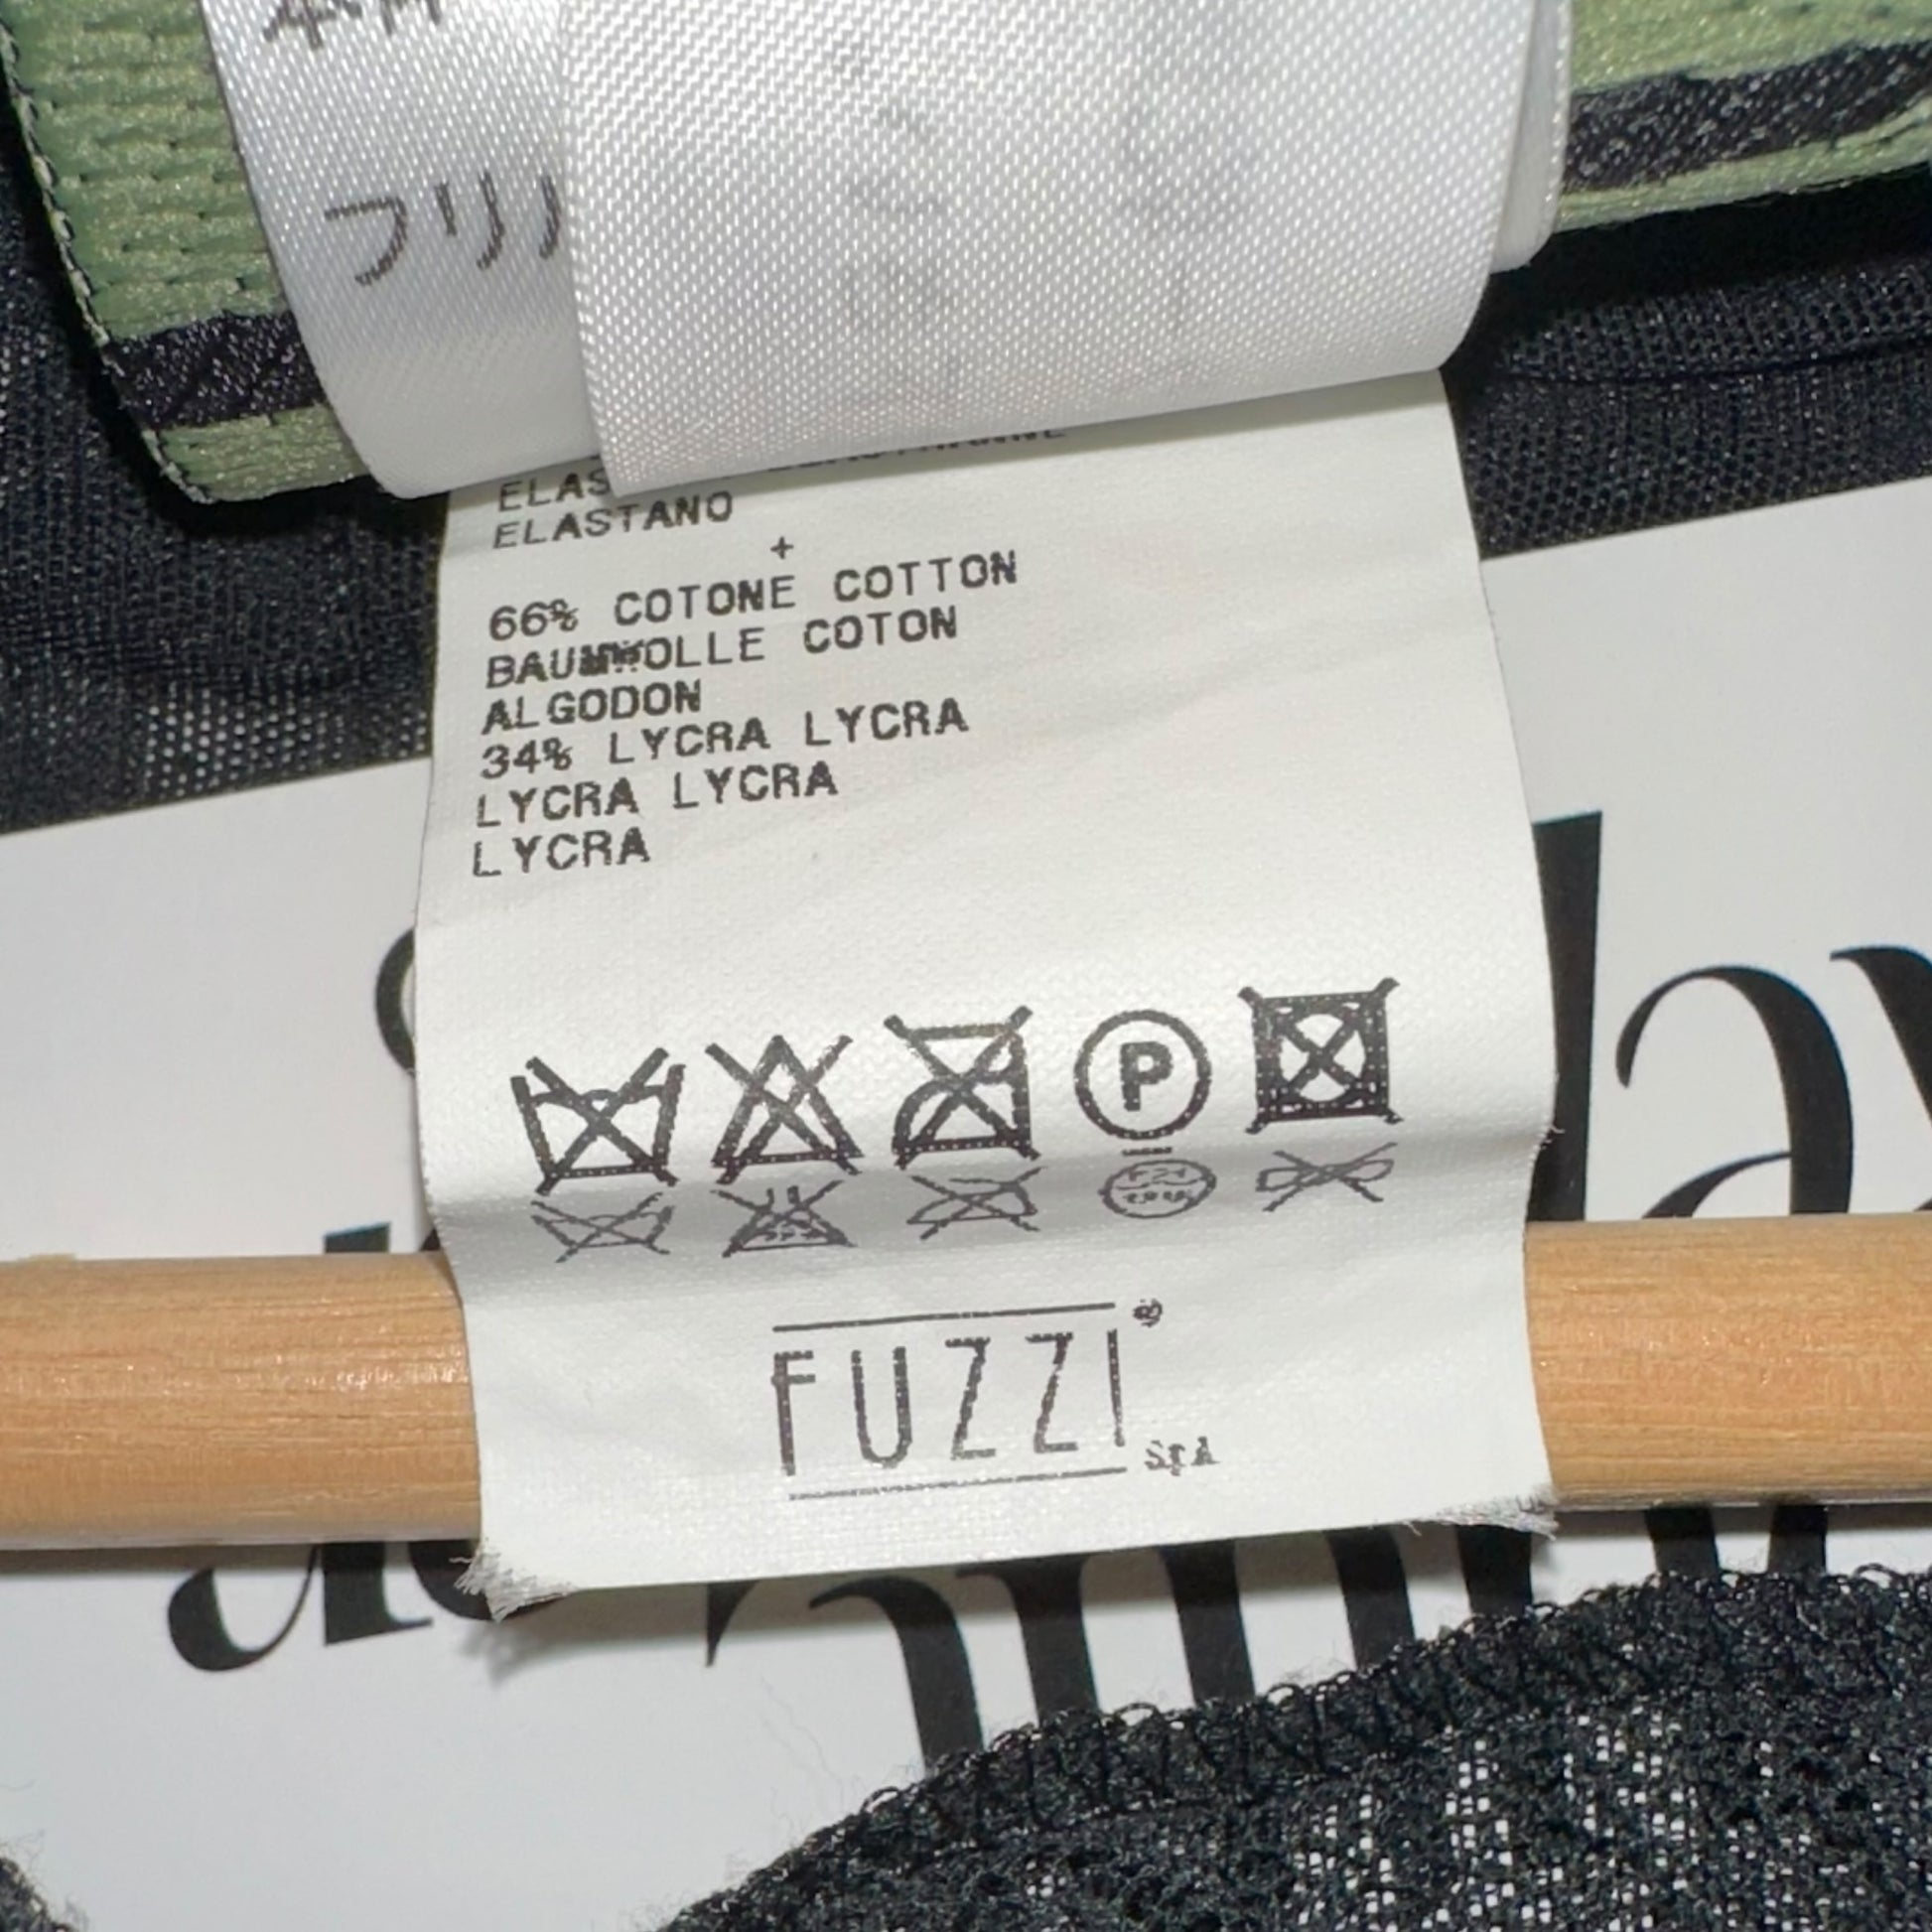 フリ
ELASTANO
+
66% COTONE COTTON
BAUMWOLLE COTON
ALGODON
34% LYCRA LYCRA
LYCRA LYCRA
LYCRA
P
FUZZI®
SpA